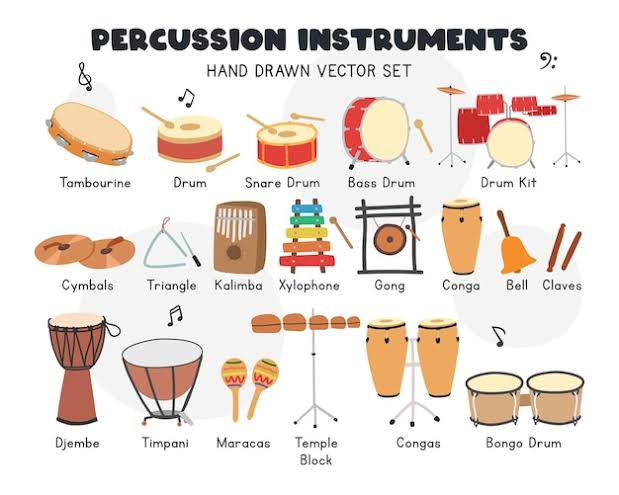 PERCUSSION INSTRUMENTS
HAND DRAWN VECTOR SET
Tambourine
Drum
Snare Drum
Bass Drum
Drum Kit
Cymbals
Triangle
Kalimba
Xylophone
Gong
Conga
Bell
Claves
Djembe
Timpani
Maracas
Temple
Block
Congas
Bongo Drum